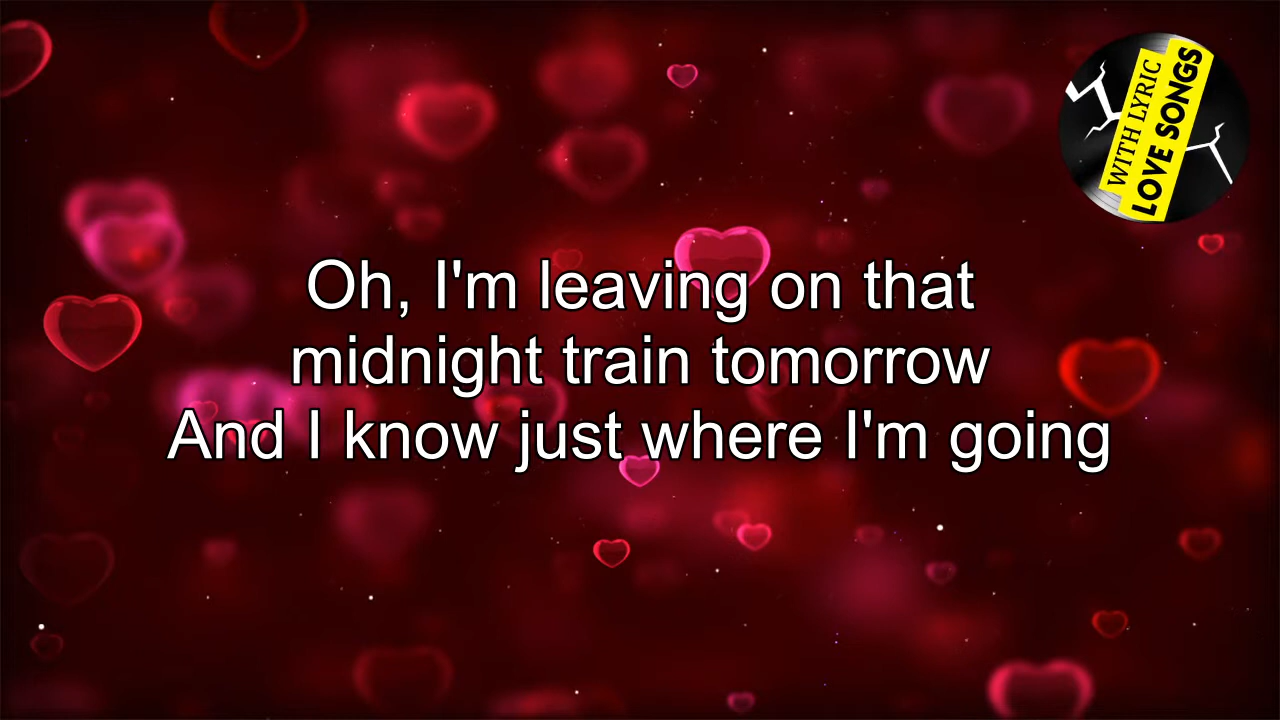 WITH LYRIC
LOVE SONGS
Oh, I'm leaving on that
midnight train tomorrow
And I know just where I'm going